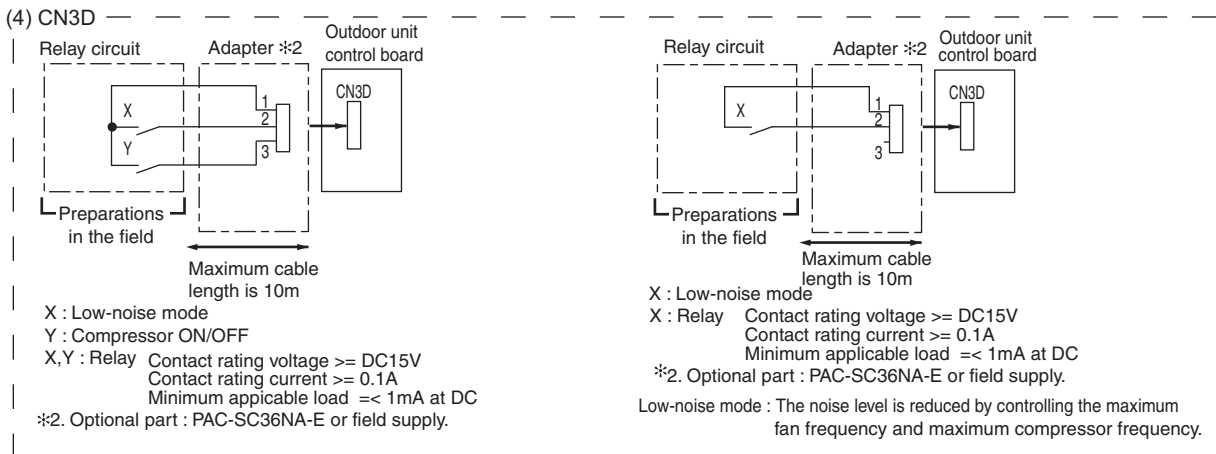 (4) CN3D
Relay circuit
Adapter ✻2
Outdoor unit
control board
X
Y
1
2
3
CN3D
Preparations
in the field
Maximum cable
length is 10m
X : Low-noise mode
Y : Compressor ON/OFF
X,Y : Relay Contact rating voltage >= DC15V
Contact rating current >= 0.1A
Minimum appicable load =< 1mA at DC
✻2. Optional part : PAC-SC36NA-E or field supply.
Relay circuit
Adapter ✻2
Outdoor unit
control board
X
1
2
3
CN3D
Preparations
in the field
Maximum cable
length is 10m
X : Low-noise mode
X : Relay Contact rating voltage >= DC15V
Contact rating current >= 0.1A
Minimum applicable load =< 1mA at DC
✻2. Optional part : PAC-SC36NA-E or field supply.
Low-noise mode : The noise level is reduced by controlling the maximum
fan frequency and maximum compressor frequency.